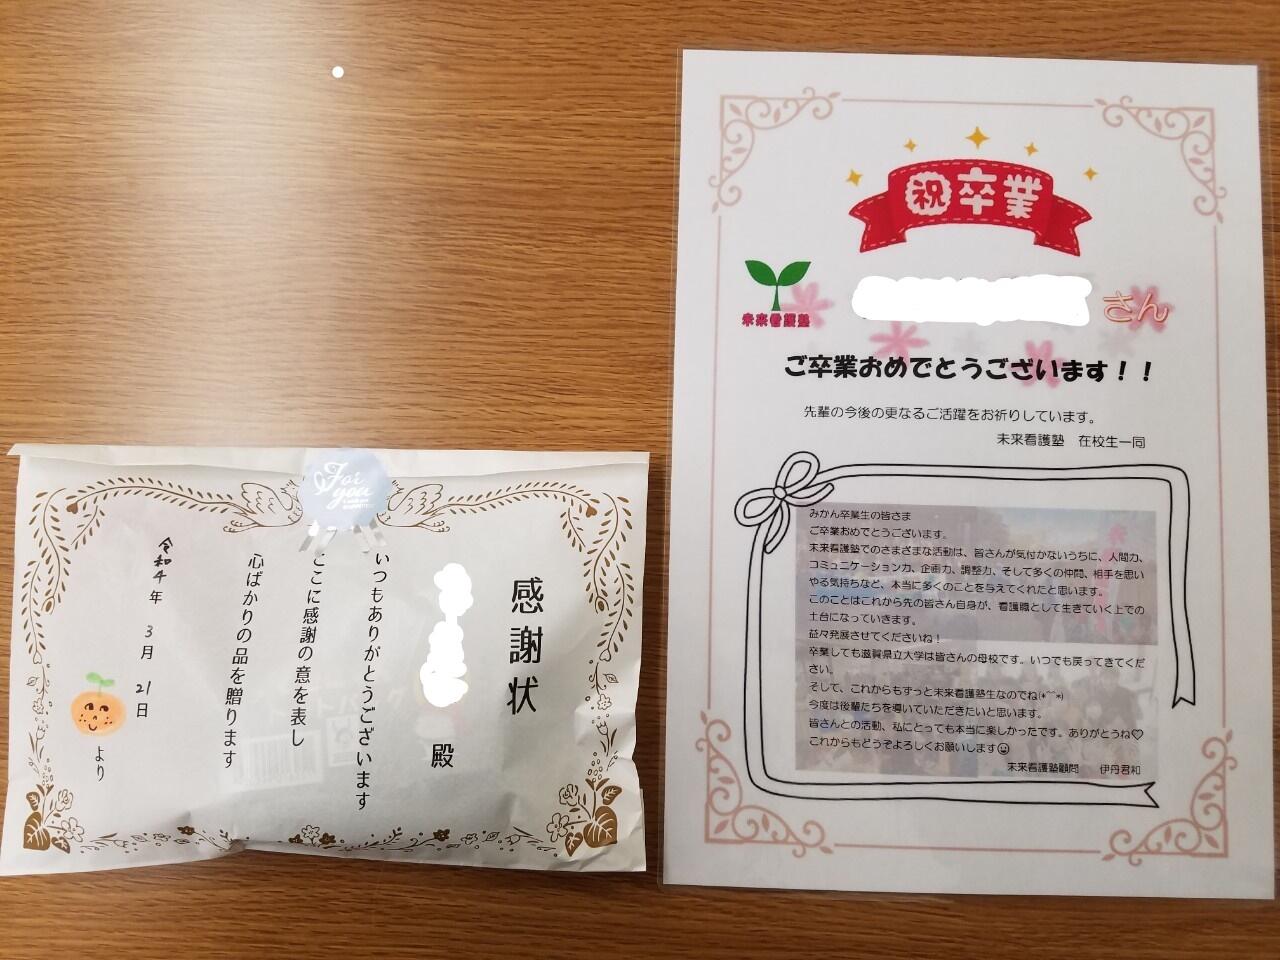 For
you
感謝状
殿
いつもありがとうございます
ここに感謝の意を表し
心ばかりの品を贈ります
令和4年 3月 21日
より
祝卒業
未来看護塾
さん
ご卒業おめでとうございます！！
先輩の今後の更なるご活躍をお祈りしています。
未来看護塾 在校生一同
みかん卒業生の皆さま
ご卒業おめでとうございます。
未来看護塾でのさまざまな活動は、皆さんが気付かないうちに、人間力、
コミュニケーション力、企画力、調整力、そして多くの仲間、相手を思い
やる気持ちなど、本当に多くのことを与えてくれたと思います。
このことはこれから先の皆さん自身が、看護職として生きていく上での
土台になっていきます。
益々発展させてくださいね！
卒業しても滋賀県立大学は皆さんの母校です。いつでも戻ってきてくだ
さい。
そして、これからもずっと未来看護塾生なのでね(*^^*)
今度は後輩たちを導いていただきたいと思います。
皆さんとの活動、私にとっても本当に楽しかったです。ありがとうね♡
これからもどうぞよろしくお願いします☺
未来看護塾顧問 伊丹君和